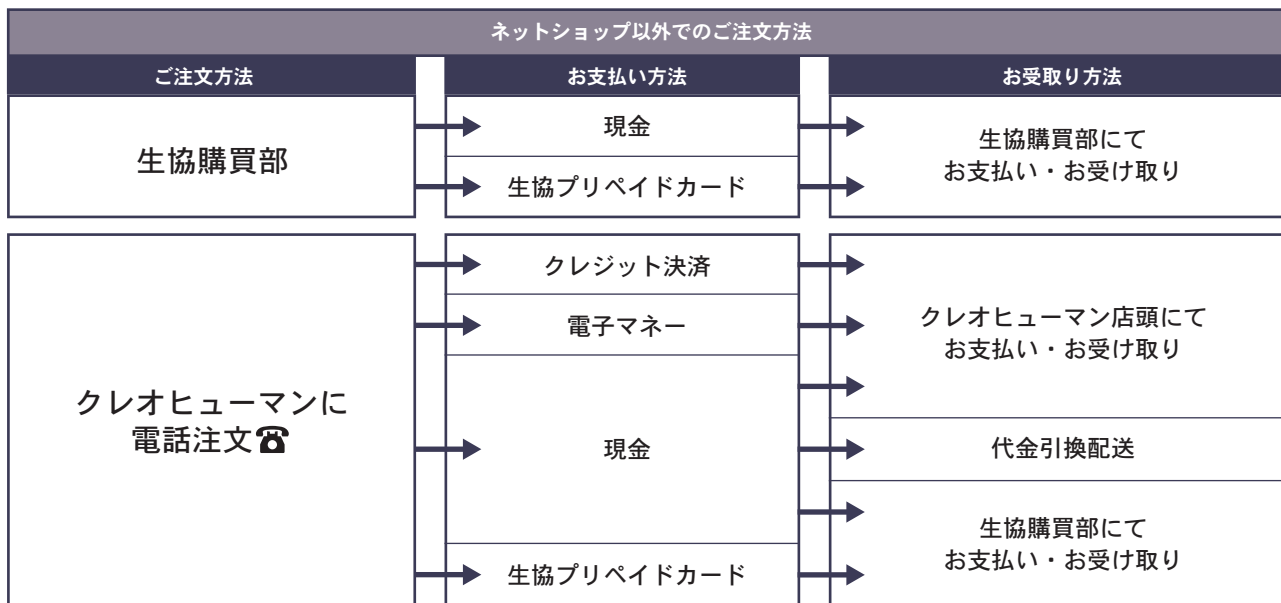 ネットショップ以外でのご注文方法
ご注文方法
お支払い方法
お受取り方法
生協購買部
現金
生協プリペイドカード
生協購買部にて
お支払い・お受け取り
クレオヒューマンに
電話注文☎
クレジット決済
電子マネー
現金
生協プリペイドカード
クレオヒューマン店頭にて
お支払い・お受け取り
代金引換配送
生協購買部にて
お支払い・お受け取り